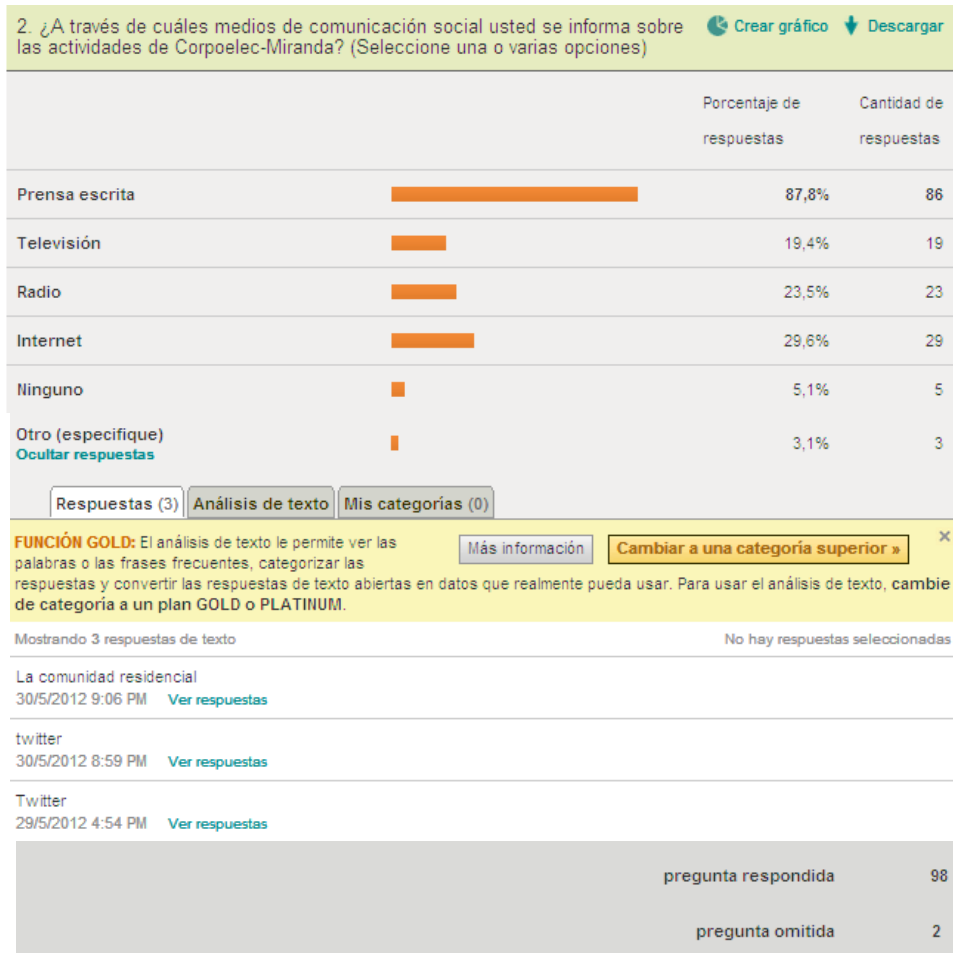 2. ¿A través de cuáles medios de comunicación social usted se informa sobre
las actividades de Corpoelec-Miranda? (Seleccione una o varias opciones)
Crear gráfico
Descargar
Porcentaje de
respuestas
Cantidad de
respuestas
Prensa escrita 87,8% 86
Televisión 19,4% 19
Radio 23,5% 23
Internet 29,6% 29
Ninguno 5,1% 5
Otro (especifique) 3,1% 3
Ocultar respuestas
Respuestas (3) Análisis de texto Mis categorías (0)
FUNCIÓN GOLD: El análisis de texto le permite ver las
palabras o las frases frecuentes, categorizar las
Más información
Cambiar a una categoría superior »
respuestas y convertir las respuestas de texto abiertas en datos que realmente pueda usar. Para usar el análisis de texto, cambie
de categoría a un plan GOLD o PLATINUM.
Mostrando 3 respuestas de texto No hay respuestas seleccionadas
La comunidad residencial
30/5/2012 9:06 PM Ver respuestas
twitter
30/5/2012 8:59 PM Ver respuestas
Twitter
29/5/2012 4:54 PM Ver respuestas
pregunta respondida 98
pregunta omitida 2